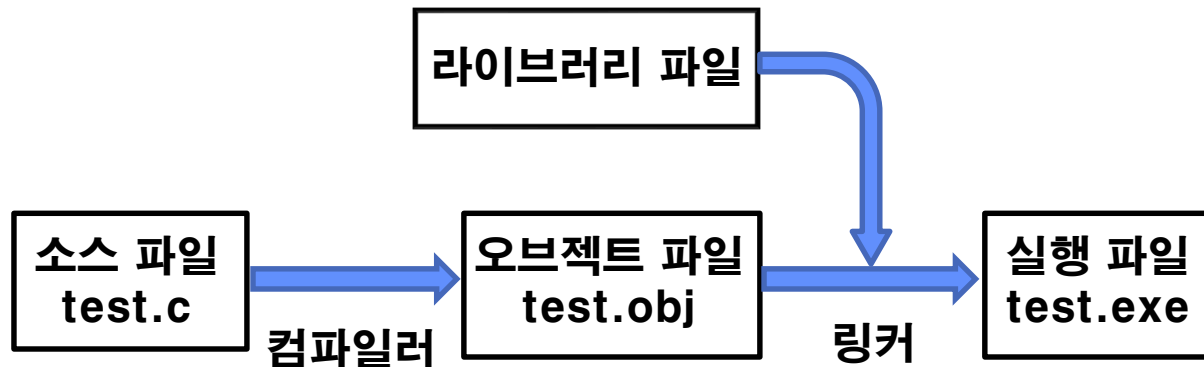 라이브러리 파일
소스 파일
test.c
컴파일러
오브젝트 파일
test.obj
링커
실행 파일
test.exe